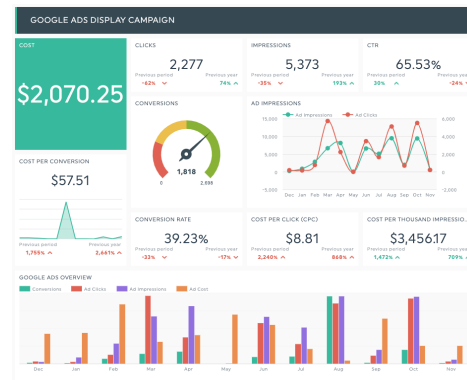 GOOGLE ADS DISPLAY CAMPAIGN
COST
$2,070.25
CLICKS
2,277
Previous period
Previous year
-62%
74%
IMPRESSIONS
5,373
Previous period
Previous year
-35%
193%
CTR
65.53%
Previous period
Previous year
30%
-24%
COST PER CONVERSION
$57.51
Previous period
Previous year
1,755%
2,661%
CONVERSIONS
1,818
0
2,088
AD IMPRESSIONS
Ad Impressions
Ad Clicks
15,000
10,000
5,000
0
-5,000
6,000
4,000
2,000
0
-2,000
Dec Jan Feb Mar Apr May Jun Jul Aug Sep Oct Nov
CONVERSION RATE
39.23%
Previous period
Previous year
-33%
-17%
COST PER CLICK (CPC)
$8.81
Previous period
Previous year
2,240%
868%
COST PER THOUSAND IMPRESSIO...
$3,456.17
Previous period
Previous year
1,472%
709%
GOOGLE ADS OVERVIEW
Conversions
Ad Clicks
Ad Impressions
Ad Cost
Dec Jan Feb Mar Apr May Jun Jul Aug Sep Oct Nov